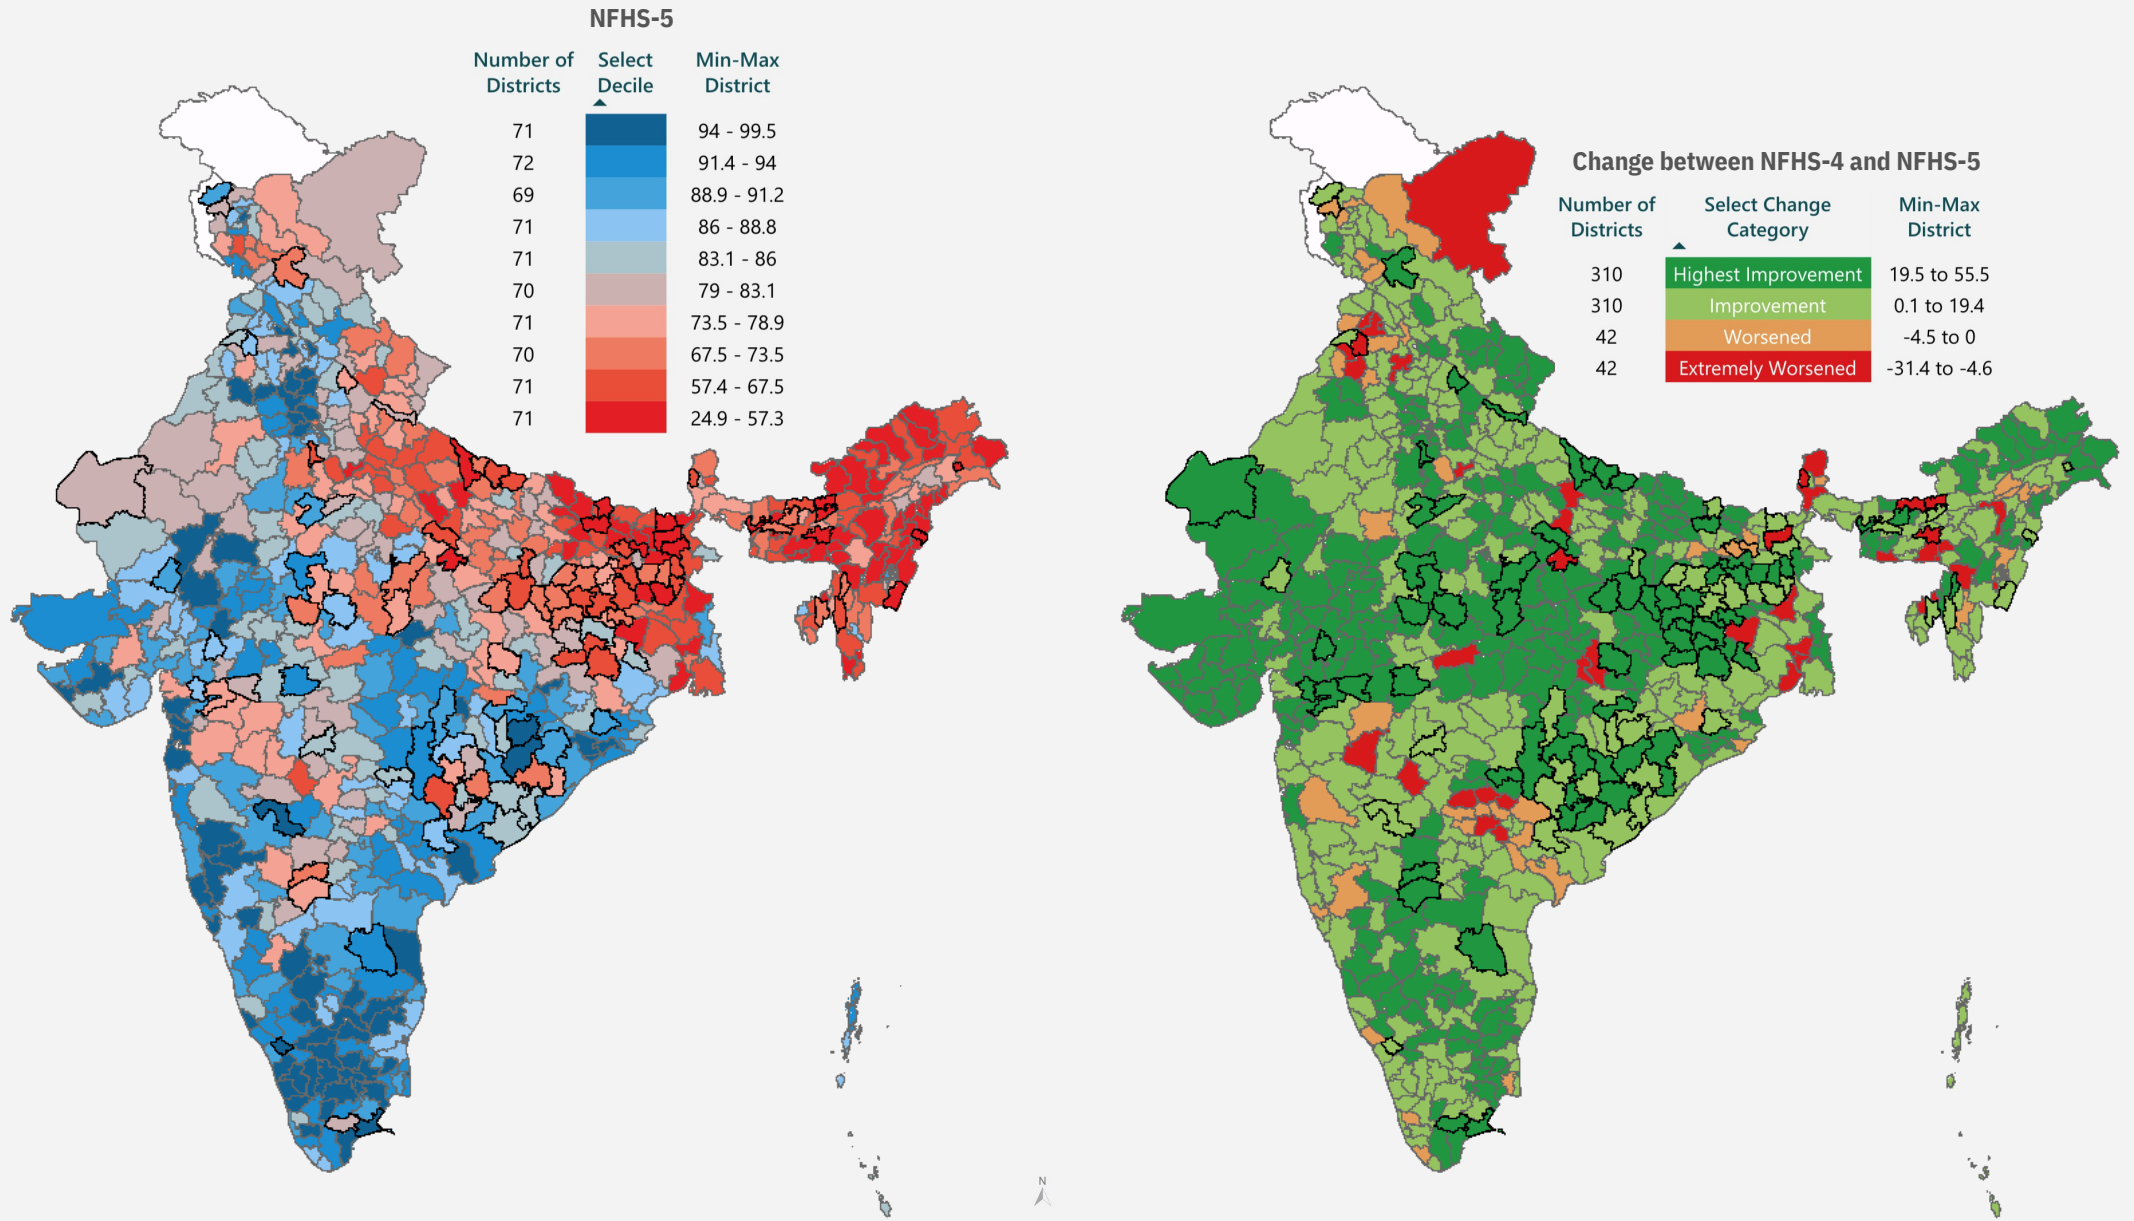 NFHS-5
Number of Districts Select Decile Min-Max District
71 94 - 99.5
72 91.4 - 94
69 88.9 - 91.2
71 86 - 88.8
71 83.1 - 86
70 79 - 83.1
71 73.5 - 78.9
70 67.5 - 73.5
71 57.4 - 67.5
71 24.9 - 57.3
Change between NFHS-4 and NFHS-5
Number of Districts Select Change Category Min-Max District
310 Highest Improvement 19.5 to 55.5
310 Improvement 0.1 to 19.4
42 Worsened -4.5 to 0
42 Extremely Worsened -31.4 to -4.6
N